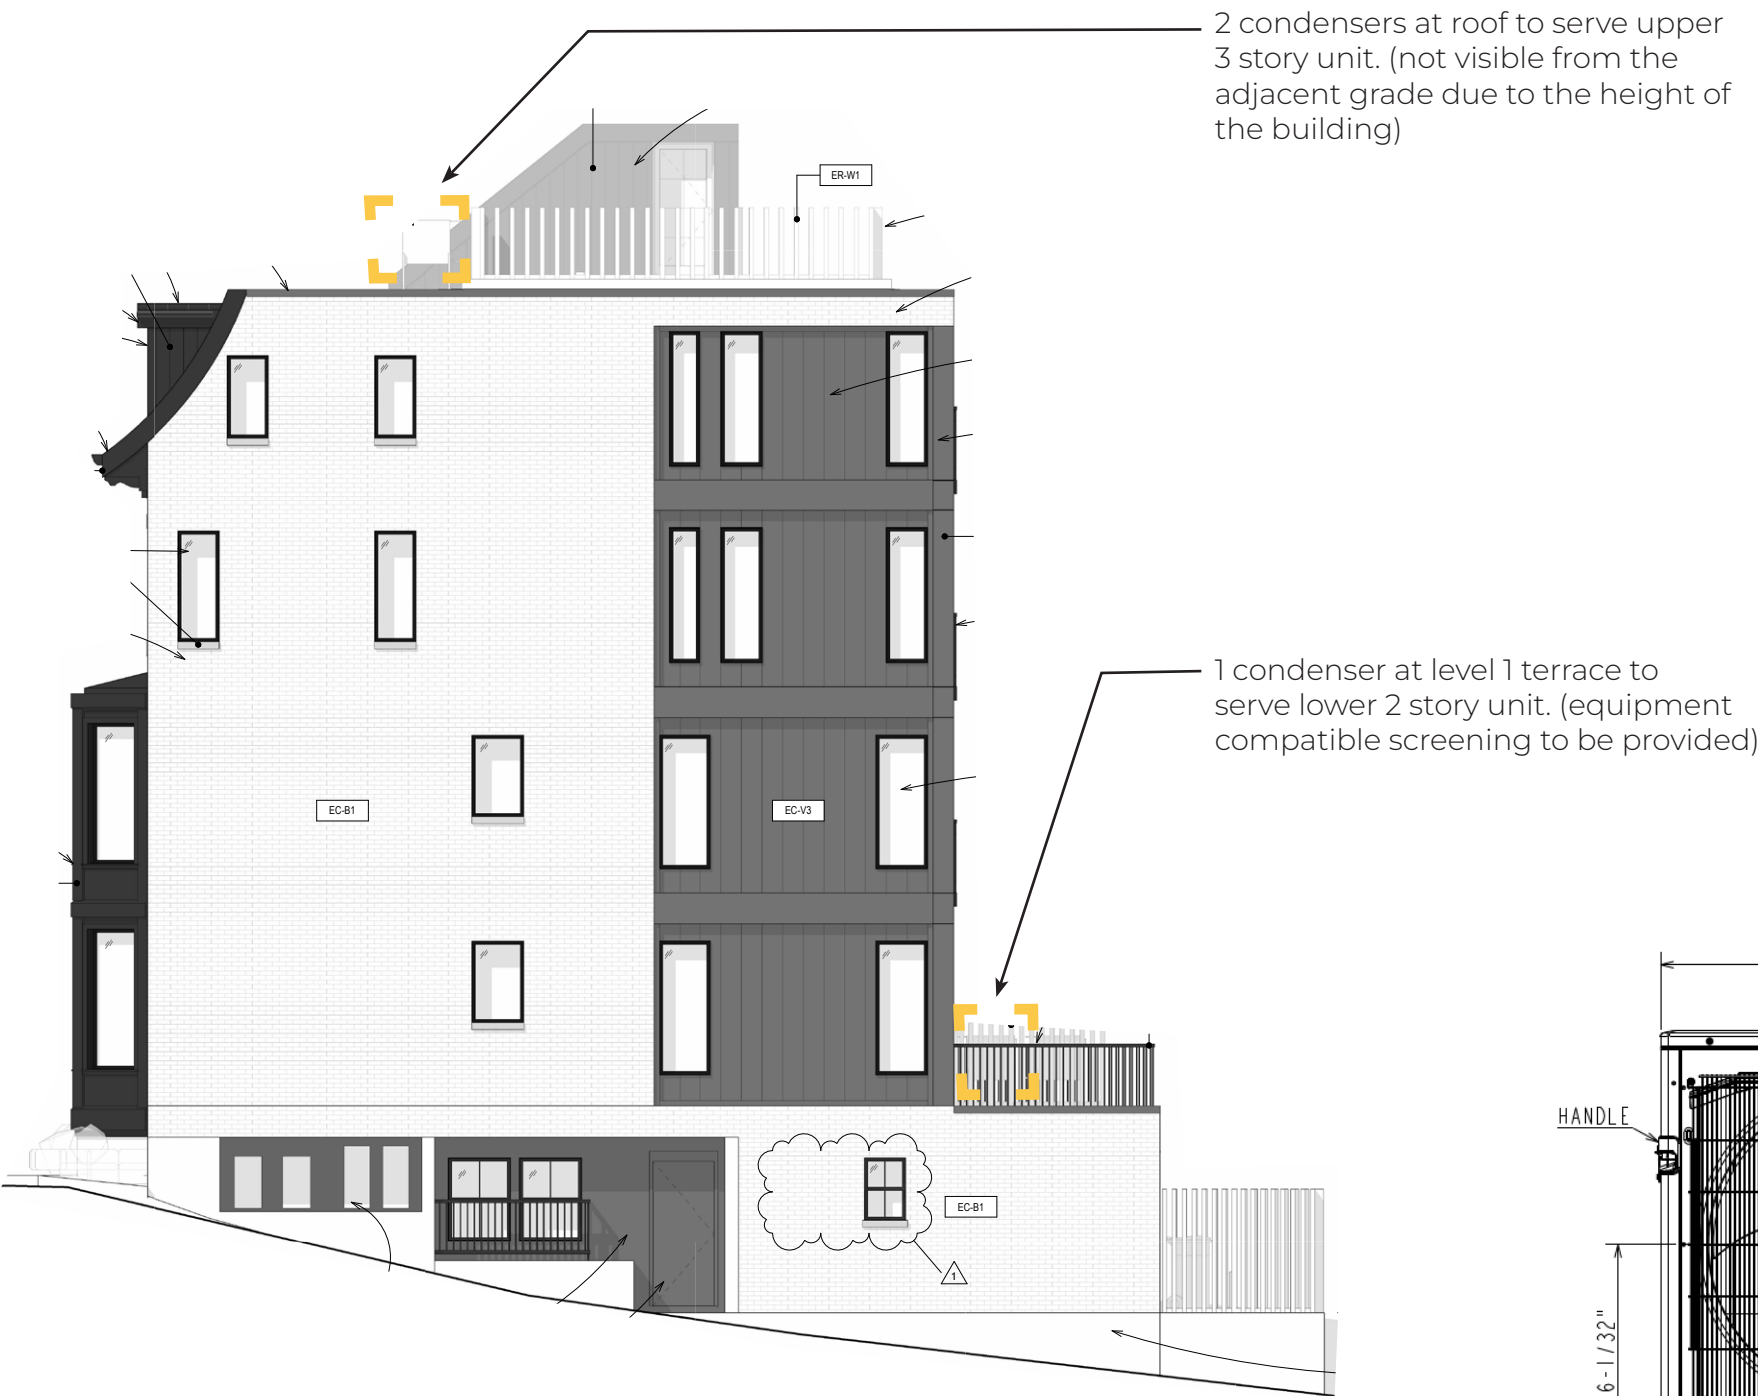 2 condensers at roof to serve upper
3 story unit. (not visible from the
adjacent grade due to the height of
the building)
ER-W1
1 condenser at level 1 terrace to
serve lower 2 story unit. (equipment
compatible screening to be provided)
EC-B1
EC-V3
HANDLE
EC-B1
1
6-1/32"